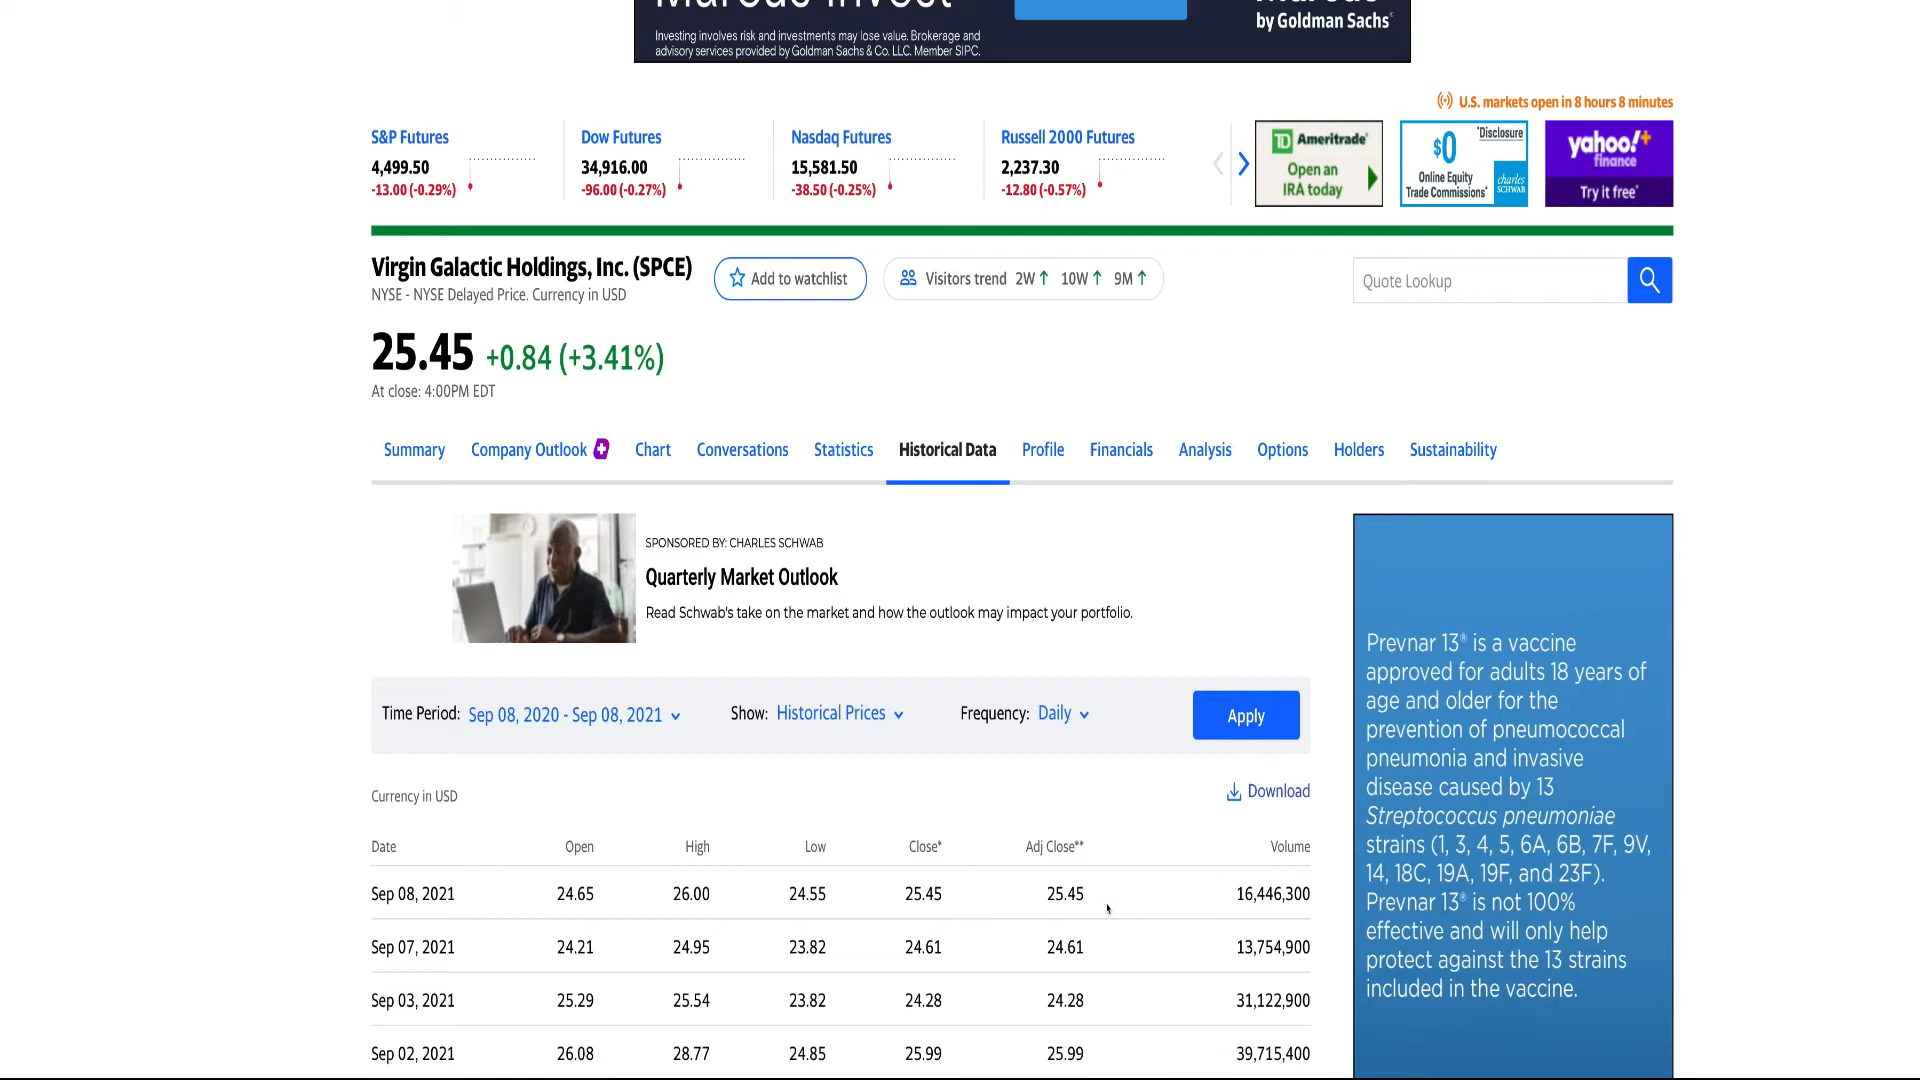 Marcus Invest
by Goldman Sachs
Investing involves risk and investments may lose value. Brokerage and
advisory services provided by Goldman Sachs & Co. LLC. Member SIPC.
U.S. markets open in 8 hours 8 minutes
S&P Futures
4,499.50
-13.00 (-0.29%)
Dow Futures
34,916.00
-96.00 (-0.27%)
Nasdaq Futures
15,581.50
-38.50 (-0.25%)
Russell 2000 Futures
2,237.30
-12.80 (-0.57%)
TD Ameritrade
Open an
IRA today
*Disclosure
$0
Online Equity
Trade Commissions*
charles
SCHWAB
yahoo!+
finance
Try it free*
Virgin Galactic Holdings, Inc. (SPCE)
NYSE - NYSE Delayed Price. Currency in USD
Add to watchlist
Visitors trend 2W 10W 9M
Quote Lookup
25.45 +0.84 (+3.41%)
At close: 4:00PM EDT
Summary Company Outlook Chart Conversations Statistics Historical Data Profile Financials Analysis Options Holders Sustainability
SPONSORED BY: CHARLES SCHWAB
Quarterly Market Outlook
Read Schwab's take on the market and how the outlook may impact your portfolio.
Time Period: Sep 08, 2020 - Sep 08, 2021 Show: Historical Prices Frequency: Daily Apply
Currency in USD Download
Date Open High Low Close* Adj Close** Volume
Sep 08, 2021 24.65 26.00 24.55 25.45 25.45 16,446,300
Sep 07, 2021 24.21 24.95 23.82 24.61 24.61 13,754,900
Sep 03, 2021 25.29 25.54 23.82 24.28 24.28 31,122,900
Sep 02, 2021 26.08 28.77 24.85 25.99 25.99 39,715,400
Prevnar 13® is a vaccine
approved for adults 18 years of
age and older for the
prevention of pneumococcal
pneumonia and invasive
disease caused by 13
Streptococcus pneumoniae
strains (1, 3, 4, 5, 6A, 6B, 7F, 9V,
14, 18C, 19A, 19F, and 23F).
Prevnar 13® is not 100%
effective and will only help
protect against the 13 strains
included in the vaccine.